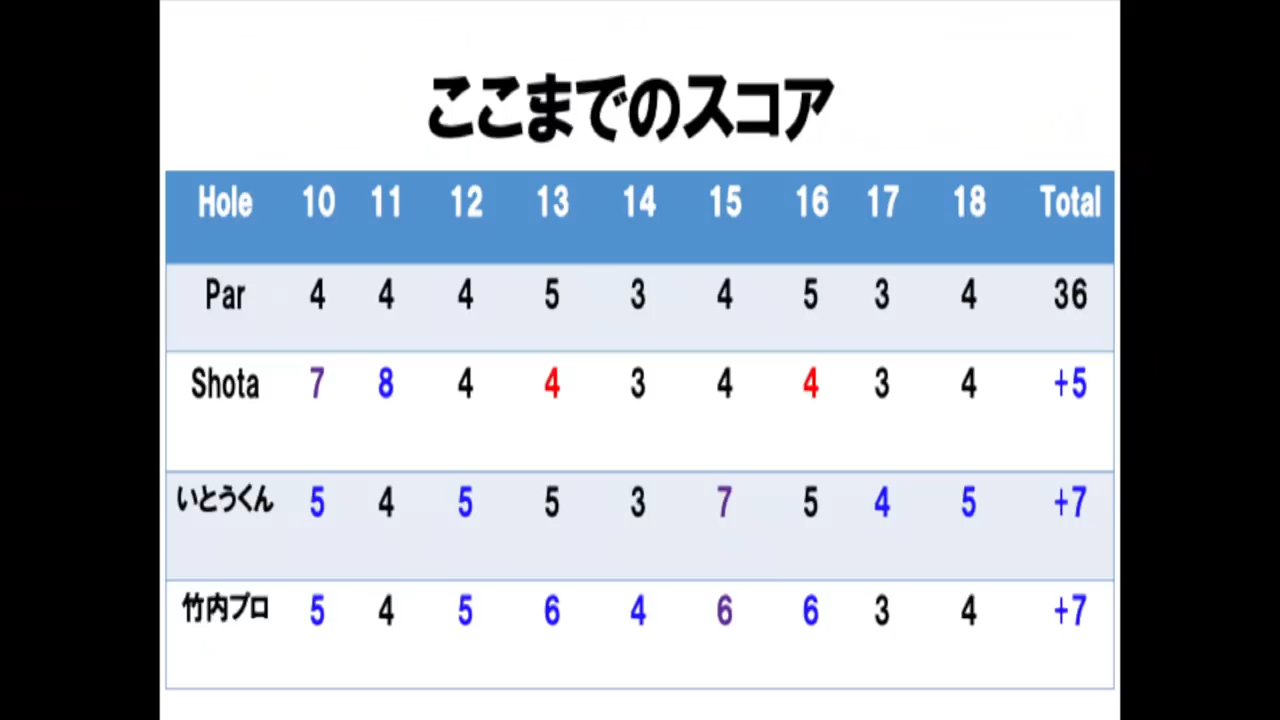 ここまでのスコア
Hole 10 11 12 13 14 15 16 17 18 Total
Par 4 4 4 5 3 4 5 3 4 36
Shota 7 8 4 4 3 4 4 3 4 +5
いとうくん 5 4 5 5 3 7 5 4 5 +7
竹内プロ 5 4 5 6 4 6 6 3 4 +7